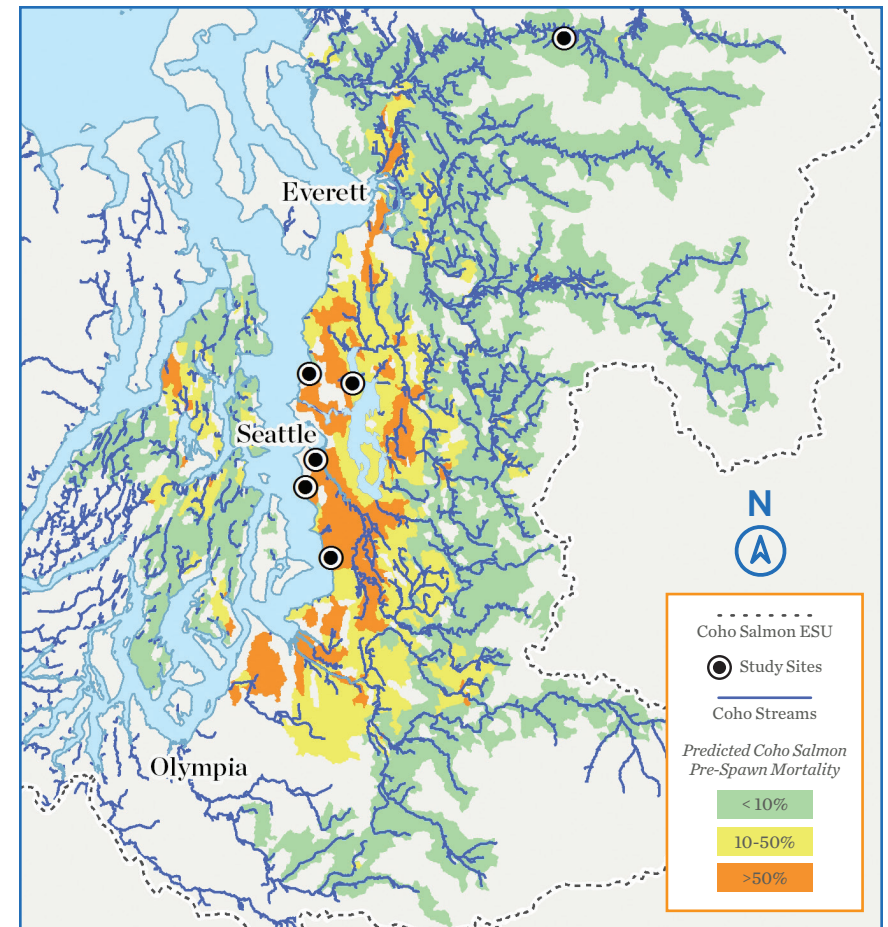 Everett
Seattle
Olympia
N
Coho Salmon ESU
Study Sites
Coho Streams
Predicted Coho Salmon
Pre-Spawn Mortality
< 10%
10-50%
>50%